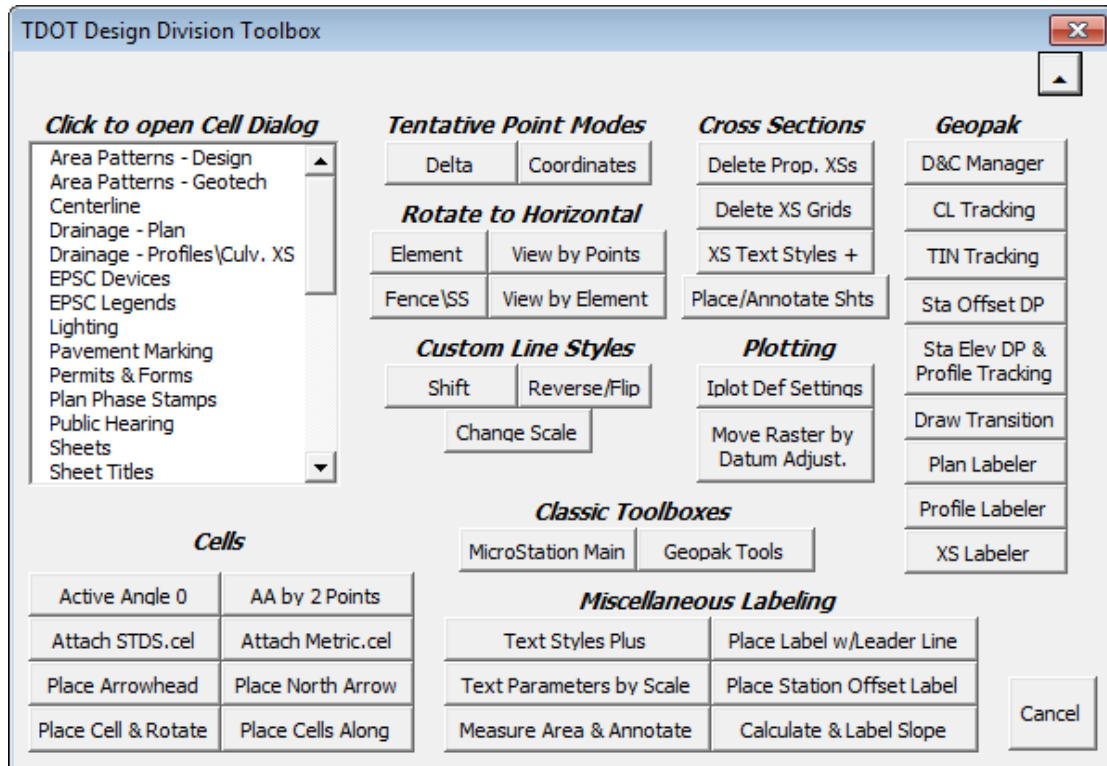 TDOT Design Division Toolbox
Click to open Cell Dialog
Area Patterns - Design
Area Patterns - Geotech
Centerline
Drainage - Plan
Drainage - Profiles\Culv. XS
EPSC Devices
EPSC Legends
Lighting
Pavement Marking
Permits & Forms
Plan Phase Stamps
Public Hearing
Sheets
Sheet Titles
Tentative Point Modes
Delta
Coordinates
Rotate to Horizontal
Element
View by Points
Fence\SS
View by Element
Custom Line Styles
Shift
Reverse/Flip
Change Scale
Cross Sections
Delete Prop. XSs
Delete XS Grids
XS Text Styles +
Place/Annotate Shts
Plotting
Iplot Def Settings
Move Raster by
Datum Adjust.
Geopak
D&C Manager
CL Tracking
TIN Tracking
Sta Offset DP
Sta Elev DP &
Profile Tracking
Draw Transition
Plan Labeler
Profile Labeler
XS Labeler
Classic Toolboxes
MicroStation Main
Geopak Tools
Cells
Active Angle 0
AA by 2 Points
Attach STDS.cel
Attach Metric.cel
Place Arrowhead
Place North Arrow
Place Cell & Rotate
Place Cells Along
Miscellaneous Labeling
Text Styles Plus
Place Label w/Leader Line
Text Parameters by Scale
Place Station Offset Label
Measure Area & Annotate
Calculate & Label Slope
Cancel